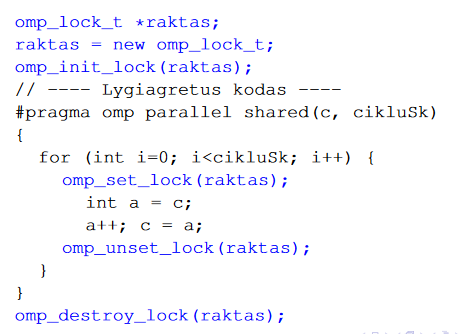 omp_lock_t *raktas;
raktas = new omp_lock_t;
omp_init_lock(raktas);
// ---- Lygiagretus kodas ----
#pragma omp parallel shared(c, cikluSk)
{
for (int i=0; i<cikluSk; i++) {
omp_set_lock(raktas);
int a = c;
a++; c = a;
omp_unset_lock(raktas);
}
}
omp_destroy_lock(raktas);